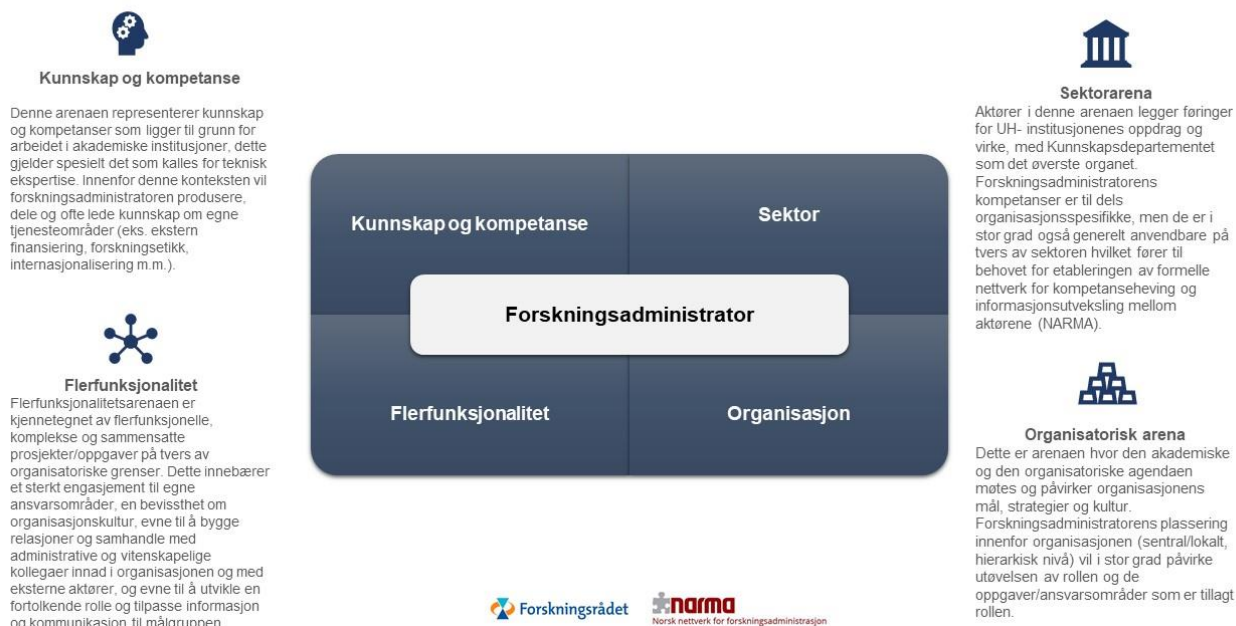 Kunnskap og kompetanse
Denne arenaen representerer kunnskap
og kompetanser som ligger til grunn for
arbeidet i akademiske institusjoner, dette
gjelder spesielt det som kalles for teknisk
ekspertise. Innenfor denne konteksten vil
forskningsadministratoren produsere,
dele og ofte lede kunnskap om egne
tjenesteområder (eks. ekstern
finansiering, forskningsetikk,
internasjonalisering m.m.).
Flerfunksjonalitet
Flerfunksjonalitetsarenaen er
kjennetegnet av flerfunksjonelle,
komplekse og sammensatte
prosjekter/oppgaver på tvers av
organisatoriske grenser. Dette innebærer
et sterkt engasjement til egne
ansvarsområder, en bevissthet om
organisasjonskultur, evne til å bygge
relasjoner og samhandle med
administrative og vitenskapelige
kollegaer innad i organisasjonen og med
eksterne aktører, og evne til å utvikle en
fortolkende rolle og tilpasse informasjon
og kommunikasjon til målgruppen
Kunnskap og kompetanse
Sektor
Forskningsadministrator
Flerfunksjonalitet
Organisasjon
Forskningsrådet
narma
Norsk nettverk for forskningsadministrasjon
Sektorarena
Aktører i denne arenaen legger føringer
for UH- institusjonenes oppdrag og
virke, med Kunnskapsdepartementet
som det øverste organet.
Forskningsadministratorens
kompetanser er til dels
organisasjonsspesifikke, men de er i
stor grad også generelt anvendbare på
tvers av sektoren hvilket fører til
behovet for etableringen av formelle
nettverk for kompetanseheving og
informasjonsutveksling mellom
aktørene (NARMA).
Organisatorisk arena
Dette er arenaen hvor den akademiske
og den organisatoriske agendaen
møtes og påvirker organisasjonens
mål, strategier og kultur.
Forskningsadministratorens plassering
innenfor organisasjonen (sentral/lokalt,
hierarkisk nivå) vil i stor grad påvirke
utøvelsen av rollen og de
oppgaver/ansvarsområder som er tillagt
rollen.